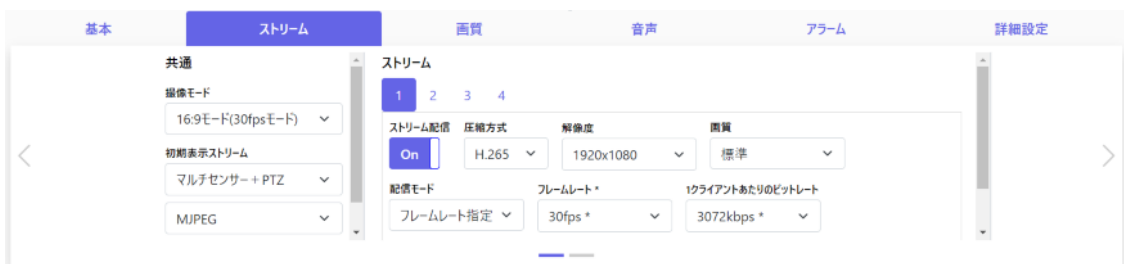 基本 ストリーム 画質 音声 アラーム 詳細設定
共通
撮像モード
16:9モード(30fpsモード)
初期表示ストリーム
マルチセンサー + PTZ
MJPEG
ストリーム
1 2 3 4
ストリーム配信 圧縮方式 解像度 画質
On H.265 1920x1080 標準
配信モード フレームレート * 1クライアントあたりのビットレート
フレームレート指定 30fps * 3072kbps *